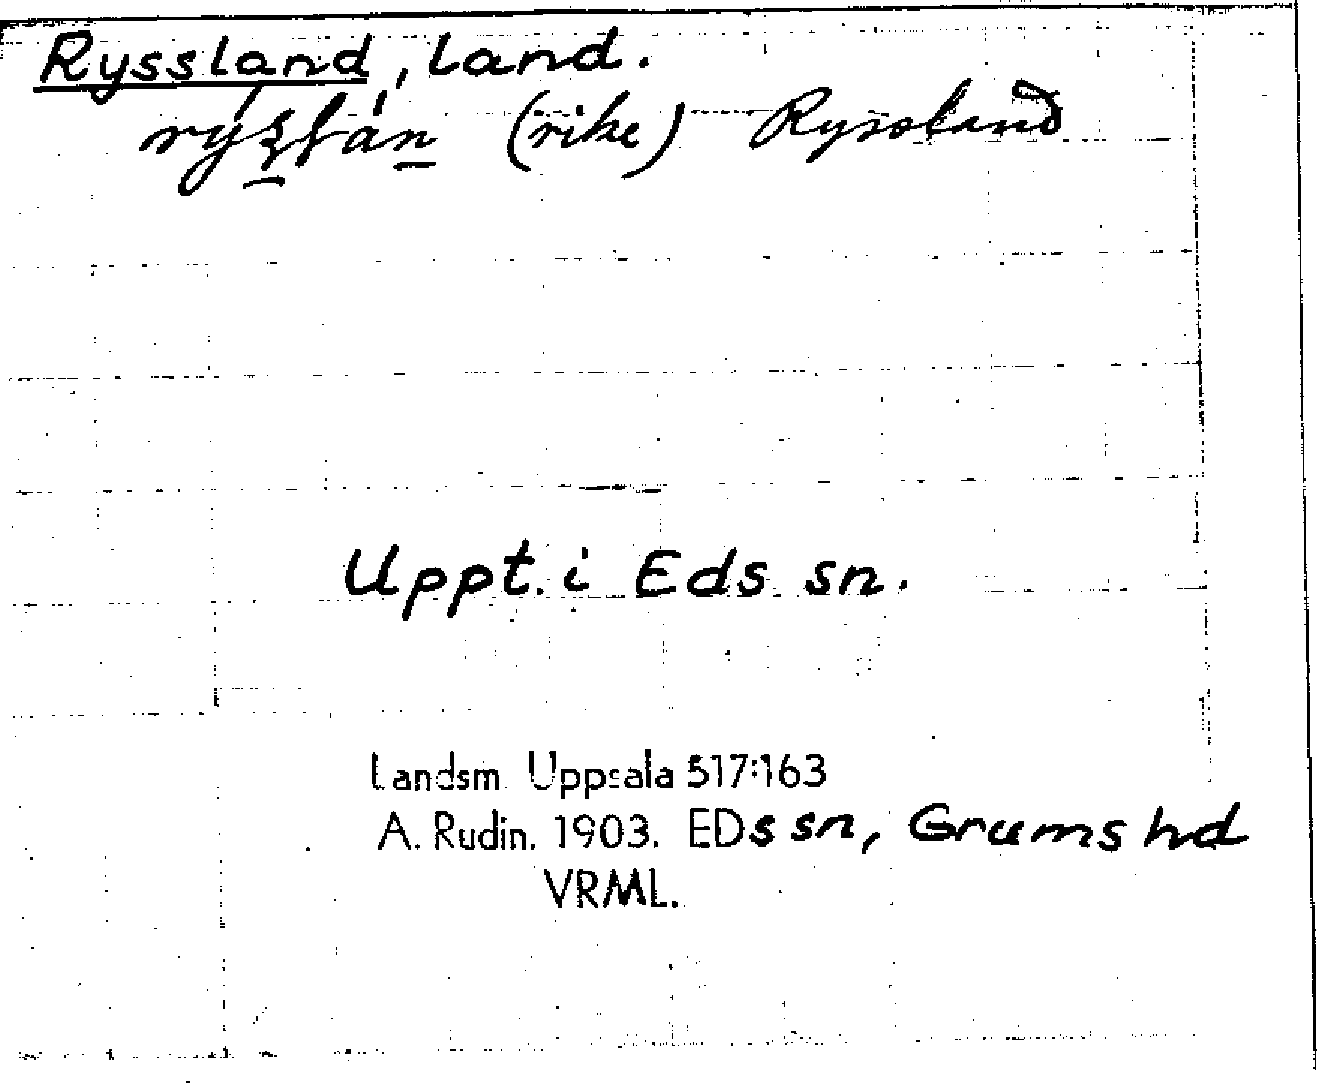 Ryssland, land.
(rike) Ryssland
Uppt. i Eds sn.
Landsm. Uppsala 517:163
A. Rudin. 1903. EDs sn, Grums hd
VRML.